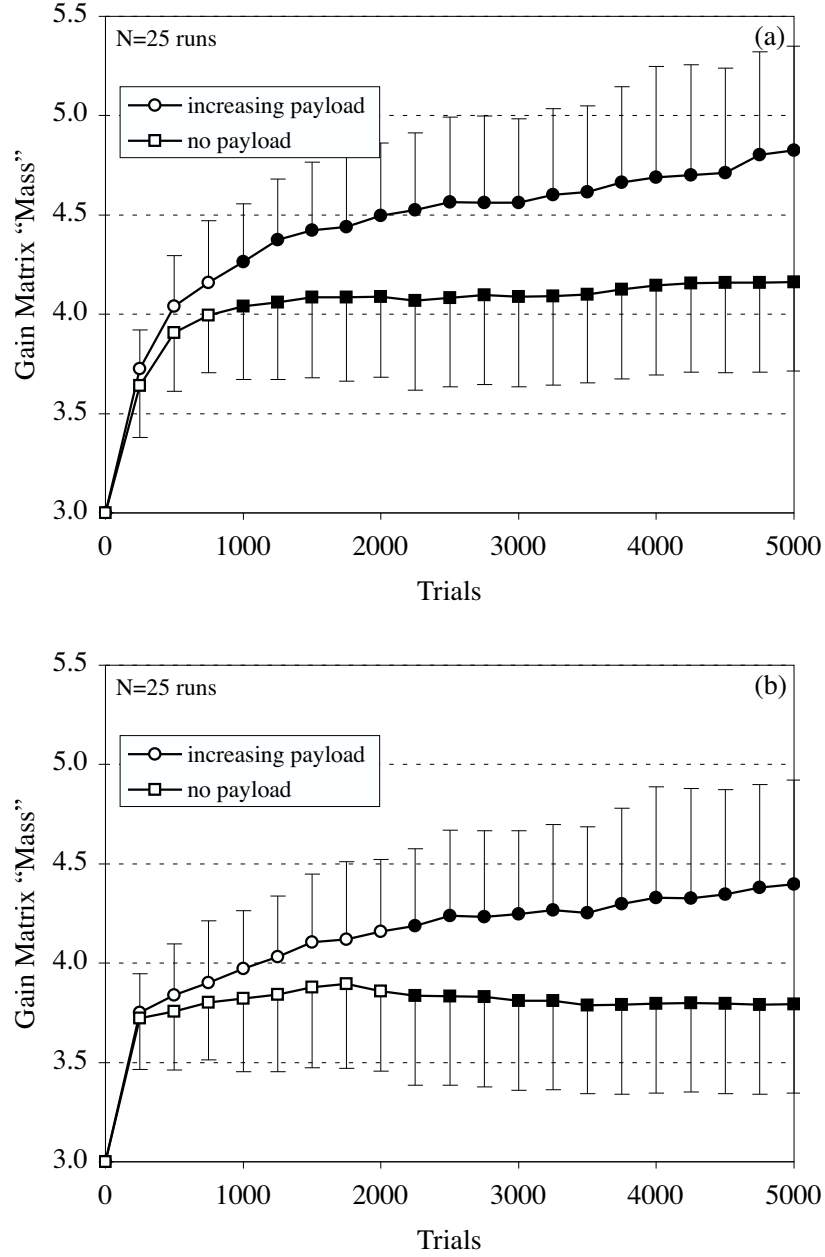 5.5
N=25 runs
(a)
increasing payload
no payload
5.0
4.5
4.0
3.5
3.0
Gain Matrix “Mass”
0 1000 2000 3000 4000 5000
Trials
5.5
N=25 runs
(b)
increasing payload
no payload
5.0
4.5
4.0
3.5
3.0
Gain Matrix “Mass”
0 1000 2000 3000 4000 5000
Trials